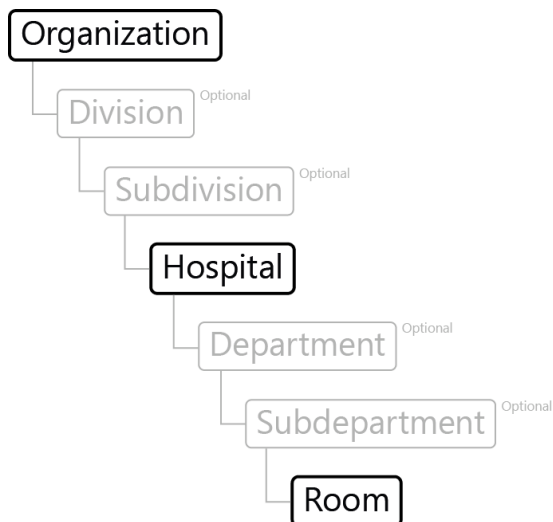 Organization
Division
Optional
Subdivision
Optional
Hospital
Department
Optional
Subdepartment
Optional
Room